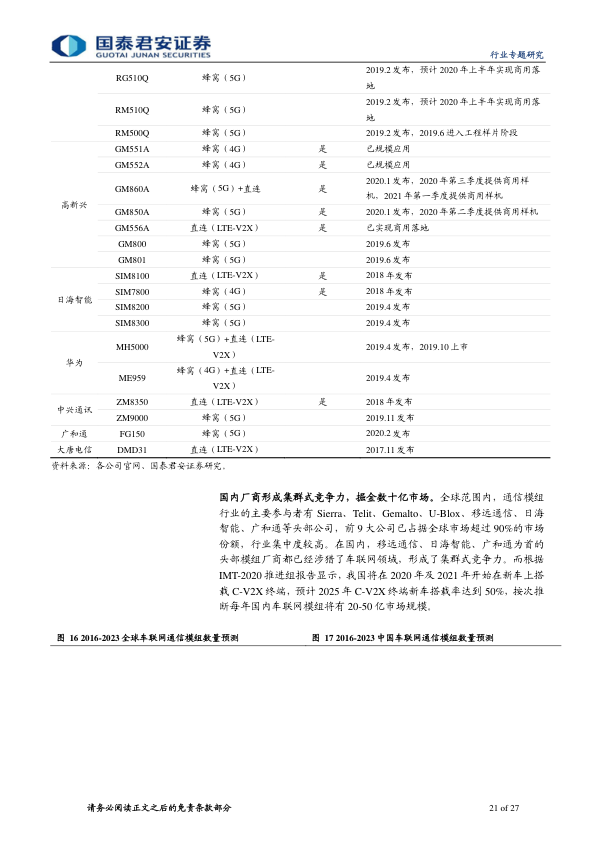 国泰君安证券
GUOTAI JUNAN SECURITIES
行业专题研究
RG510Q 蜂窝（5G） 2019.2 发布，预计 2020 年上半年实现商用落
地
RM510Q 蜂窝（5G） 2019.2 发布，预计 2020 年上半年实现商用落
地
RM500Q 蜂窝（5G） 2019.2 发布，2019.6 进入工程样片阶段
高新兴
GM551A 蜂窝（4G） 是 已规模应用
GM552A 蜂窝（4G） 是 已规模应用
GM860A 蜂窝（5G）+直连 是 2020.1 发布，2020 年第三季度提供商用样
机，2021 年第一季度提供商用样机
GM850A 蜂窝（5G） 是 2020.1 发布，2020 年第二季度提供商用样机
GM556A 直连（LTE-V2X） 是 已实现商用落地
GM800 蜂窝（5G） 2019.6 发布
GM801 蜂窝（5G） 2019.6 发布
日海智能
SIM8100 直连（LTE-V2X） 是 2018 年发布
SIM7800 蜂窝（4G） 是 2018 年发布
SIM8200 蜂窝（5G） 2019.4 发布
SIM8300 蜂窝（5G） 2019.4 发布
华为
MH5000 蜂窝（5G）+直连（LTE-
V2X） 2019.4 发布，2019.10 上市
ME959 蜂窝（4G）+直连（LTE-
V2X） 2019.4 发布
中兴通讯
ZM8350 直连（LTE-V2X） 是 2018 年发布
ZM9000 蜂窝（5G） 2019.11 发布
广和通 FG150 蜂窝（5G） 2020.2 发布
大唐电信 DMD31 直连（LTE-V2X） 2017.11 发布
资料来源：各公司官网、国泰君安证券研究。
国内厂商形成集群式竞争力，掘金数十亿市场。全球范围内，通信模组
行业的主要参与者有 Sierra、Telit、Gemalto、U-Blox、移远通信、日海
智能、广和通等头部公司，前 9 大公司已占据全球市场超过 90%的市场
份额，行业集中度较高。在国内，移远通信、日海智能、广和通为首的
头部模组厂商都已经涉猎了车联网领域，形成了集群式竞争力。而根据
IMT-2020 推进组报告显示，我国将在 2020 年及 2021 年开始在新车上搭
载 C-V2X 终端，预计 2025 年 C-V2X 终端新车搭载率达到 50%，按次推
断每年国内车联网模组将有 20-50 亿市场规模。
图 16 2016-2023 全球车联网通信模组数量预测 图 17 2016-2023 中国车联网通信模组数量预测
请务必阅读正文之后的免责条款部分 21 of 27